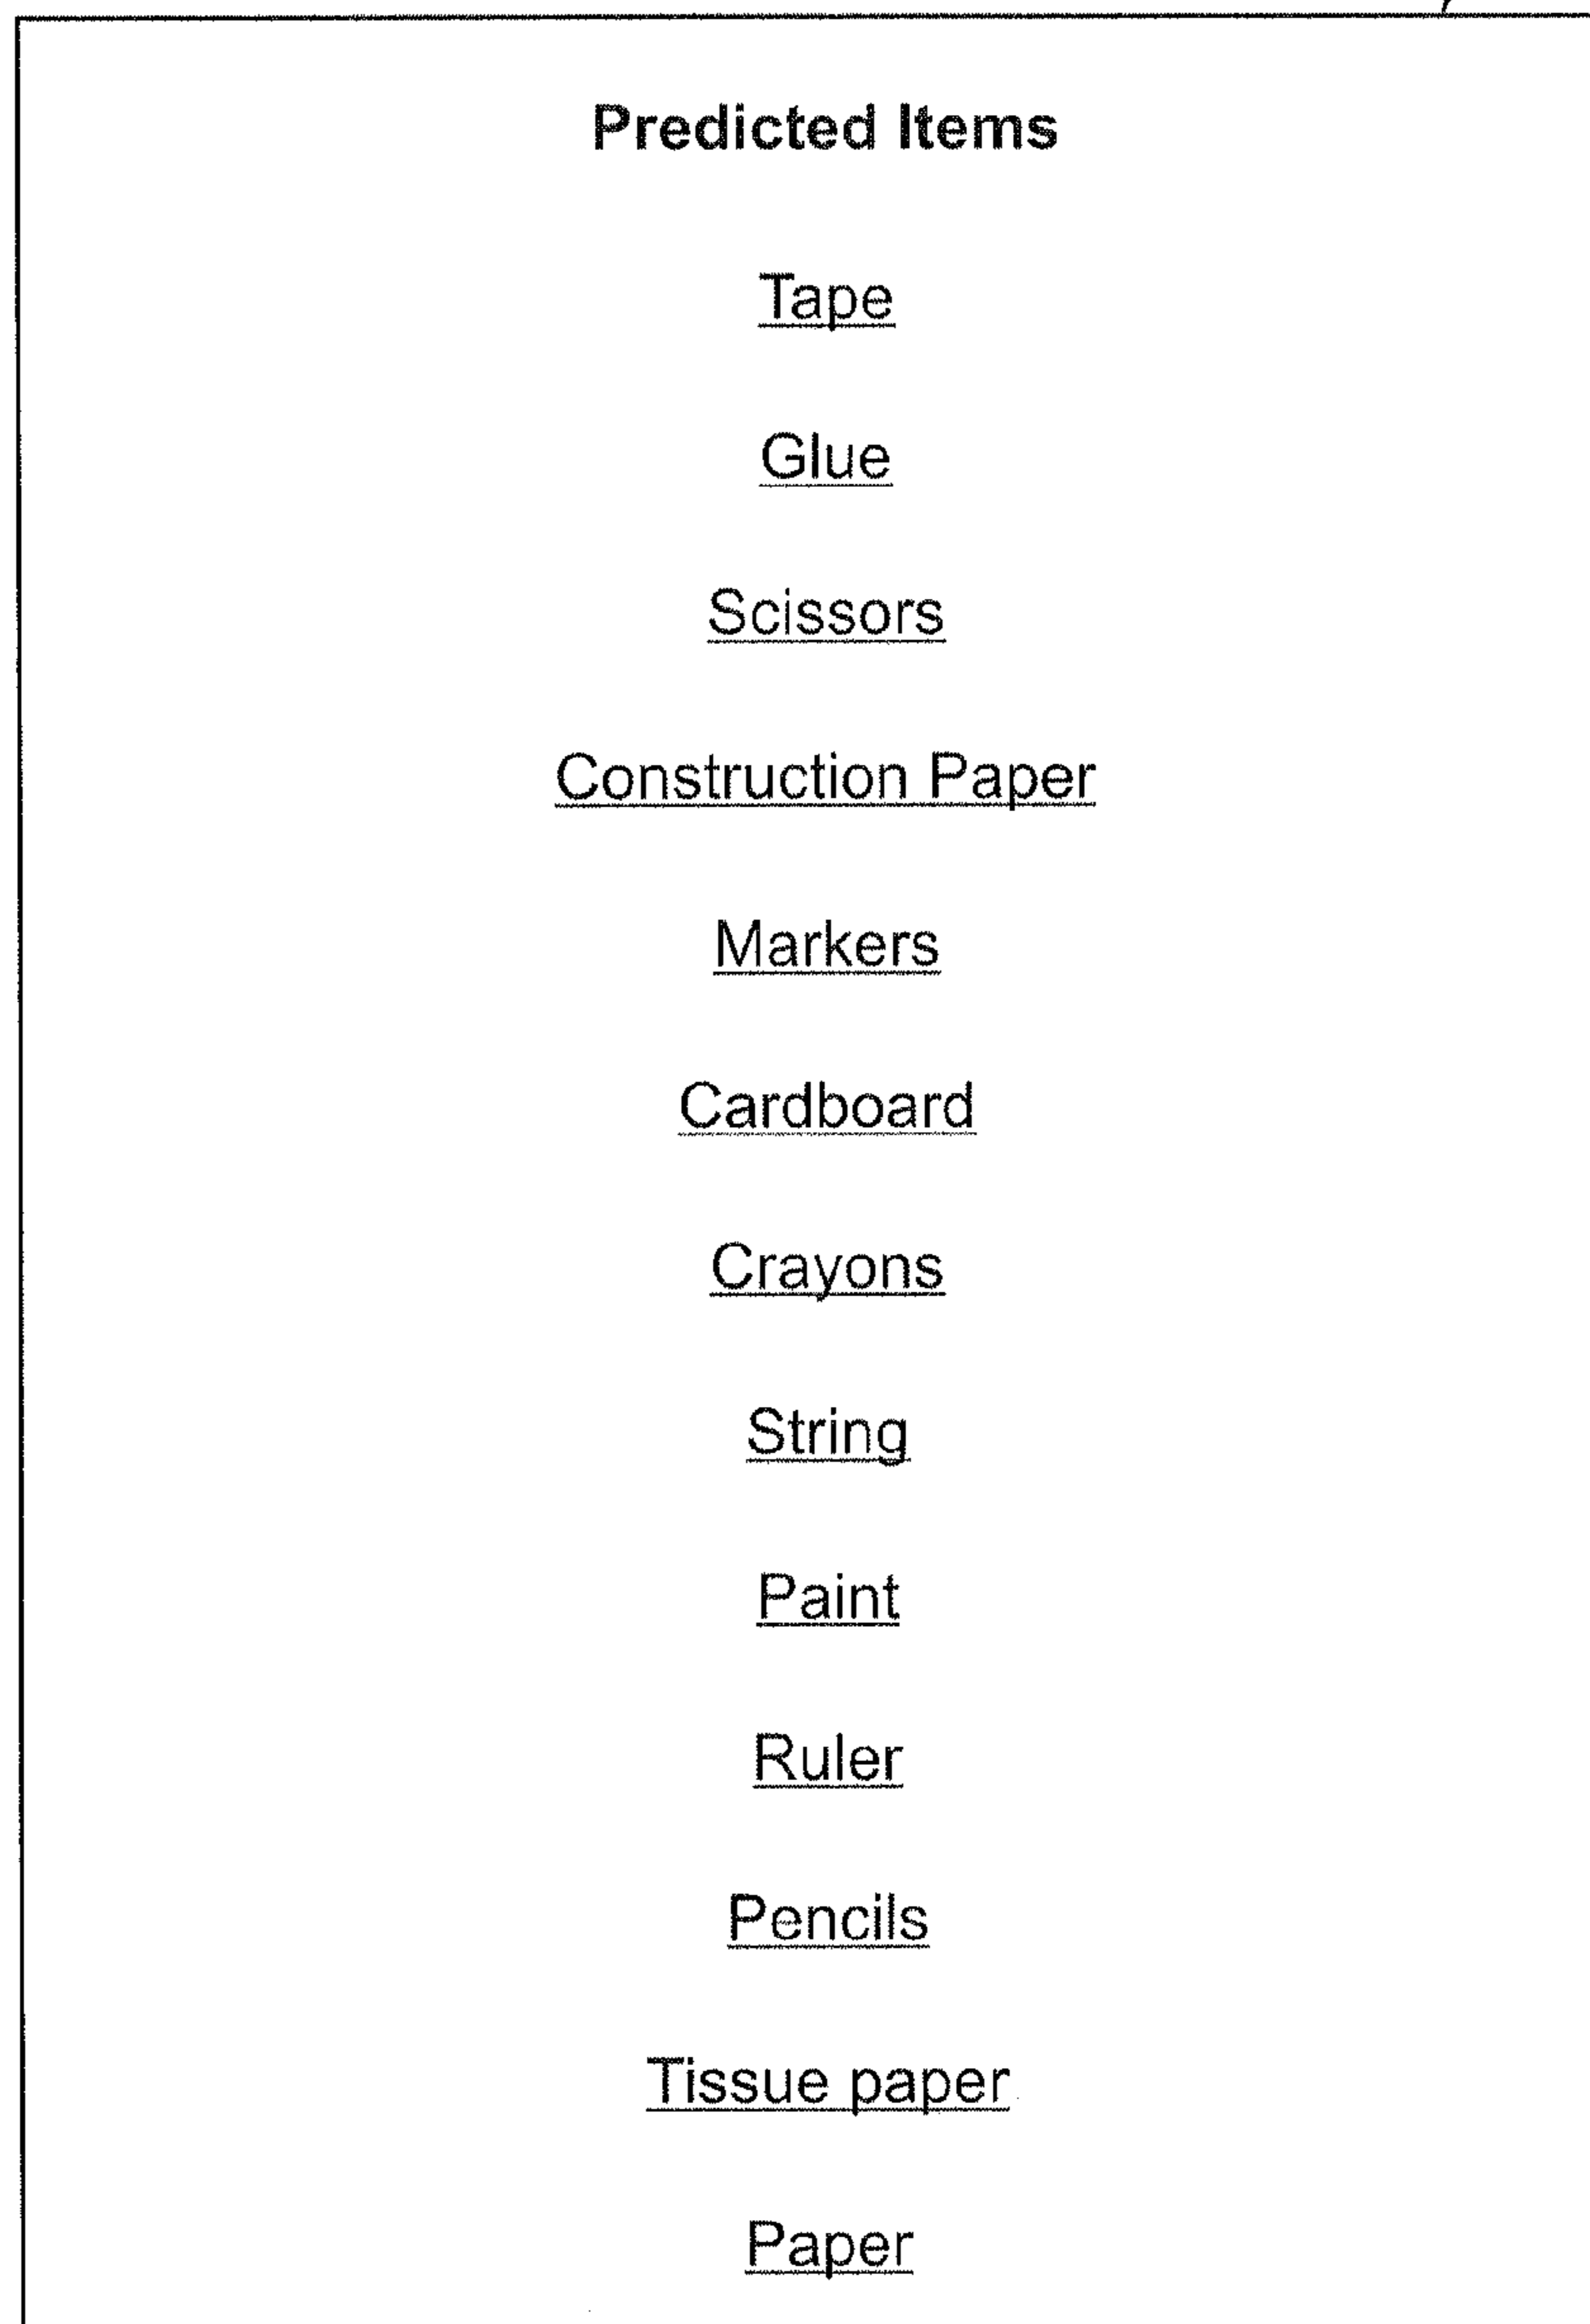 Predicted Items
Tape
Glue
Scissors
Construction Paper
Markers
Cardboard
Crayons
String
Paint
Ruler
Pencils
Tissue paper
Paper